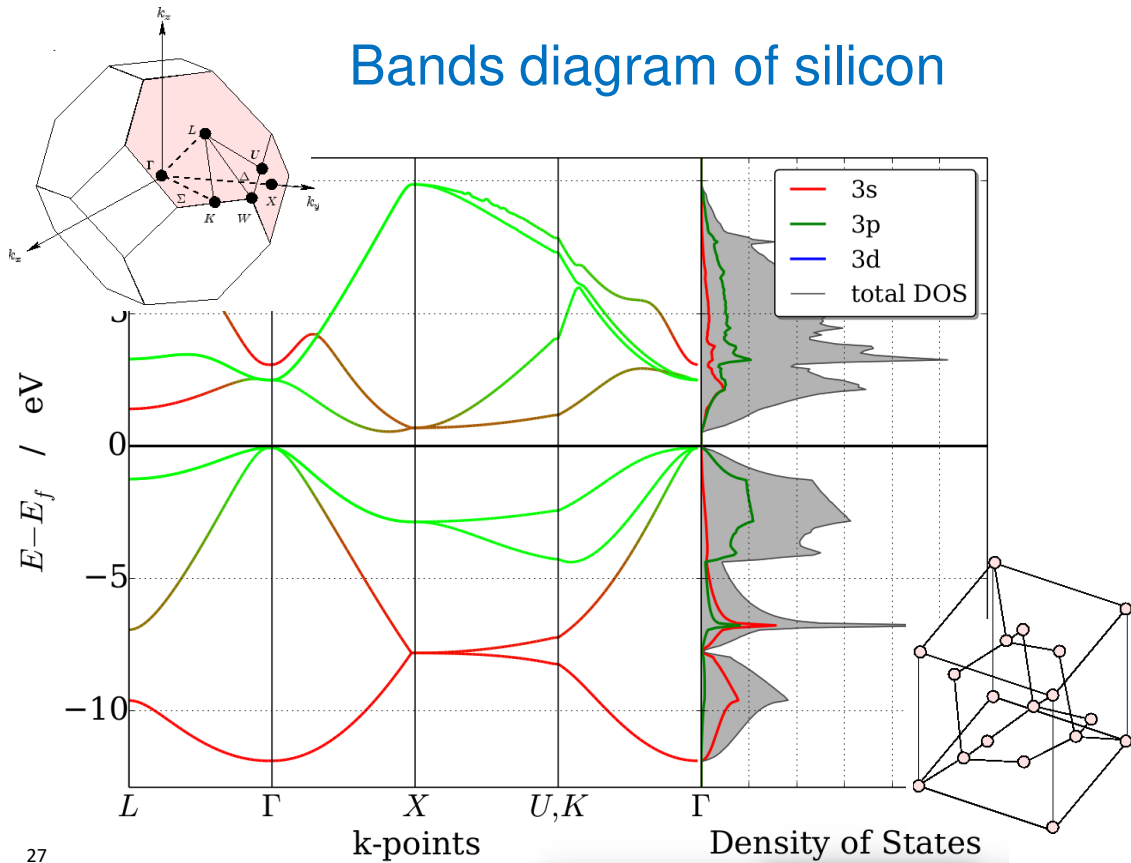 Bands diagram of silicon
k_z
L
U
Γ
Δ
Σ
X
k_y
K
W
k_x
3s
3p
3d
total DOS
E−E_f / eV
0
−5
−10
L Γ X U,K Γ
k-points
Density of States
27